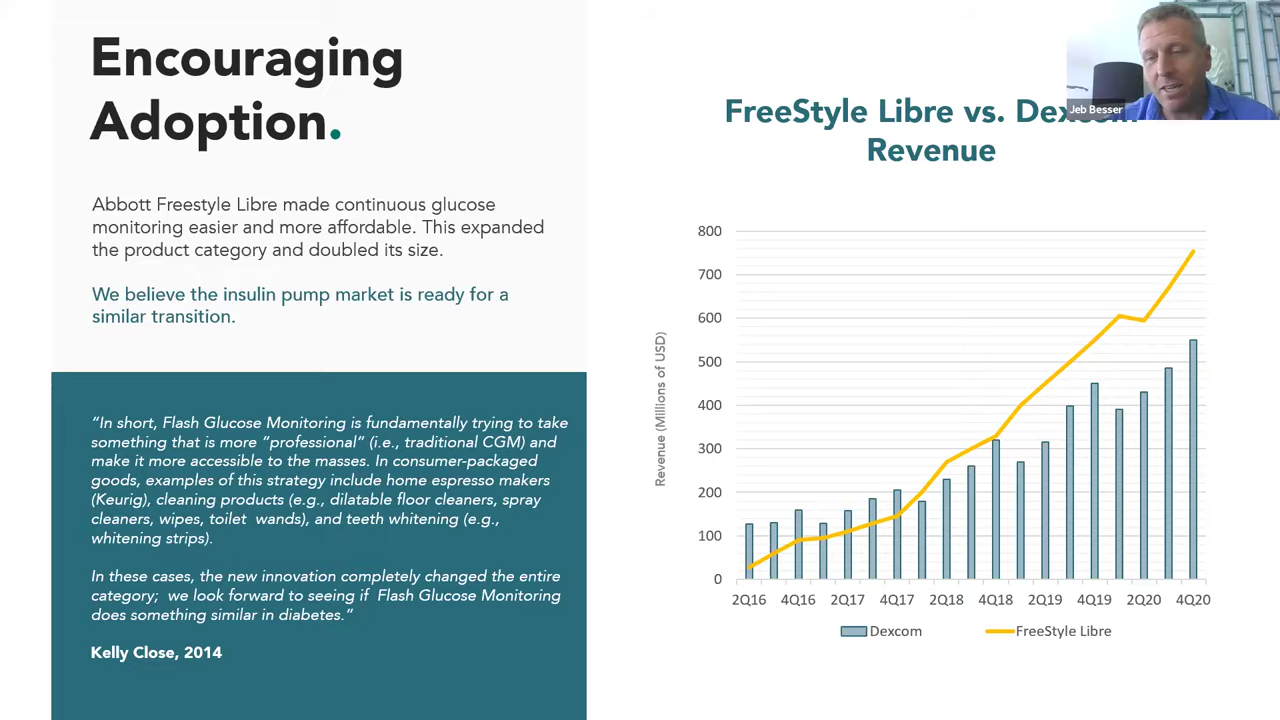 Encouraging
Adoption.
Abbott Freestyle Libre made continuous glucose
monitoring easier and more affordable. This expanded
the product category and doubled its size.
We believe the insulin pump market is ready for a
similar transition.
“In short, Flash Glucose Monitoring is fundamentally trying to take
something that is more “professional” (i.e., traditional CGM) and
make it more accessible to the masses. In consumer-packaged
goods, examples of this strategy include home espresso makers
(Keurig), cleaning products (e.g., dilatable floor cleaners, spray
cleaners, wipes, toilet wands), and teeth whitening (e.g.,
whitening strips).
In these cases, the new innovation completely changed the entire
category; we look forward to seeing if Flash Glucose Monitoring
does something similar in diabetes.”
Kelly Close, 2014
Jeb Besser
FreeStyle Libre vs. Dexcom
Revenue
Revenue (Millions of USD)
800
700
600
500
400
300
200
100
0
2Q16 4Q16 2Q17 4Q17 2Q18 4Q18 2Q19 4Q19 2Q20 4Q20
Dexcom FreeStyle Libre